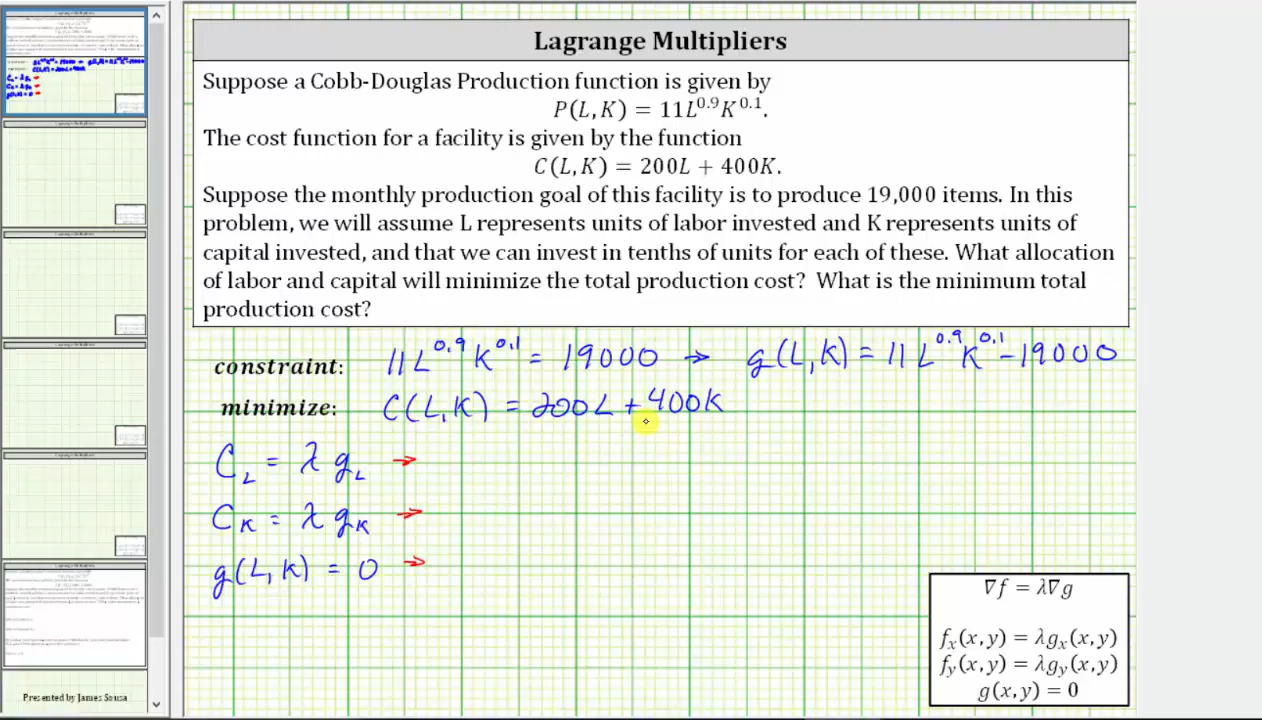 Lagrange Multipliers
Suppose a Cobb-Douglas Production function is given by
P(L, K) = 11L^0.9 K^0.1.
The cost function for a facility is given by the function
C(L, K) = 200L + 400K.
Suppose the monthly production goal of this facility is to produce 19,000 items. In this
problem, we will assume L represents units of labor invested and K represents units of
capital invested, and that we can invest in tenths of units for each of these. What allocation
of labor and capital will minimize the total production cost? What is the minimum total
production cost?
constraint: 11 L^0.9 K^0.1 = 19000 → g(L, K) = 11 L^0.9 K^0.1 - 19000
minimize: C(L, K) = 200L + 400K
C_L = λ g_L →
C_K = λ g_K →
g(L, K) = 0 →
∇f = λ∇g
f_x(x, y) = λg_x(x, y)
f_y(x, y) = λg_y(x, y)
g(x, y) = 0
Presented by James Sousa